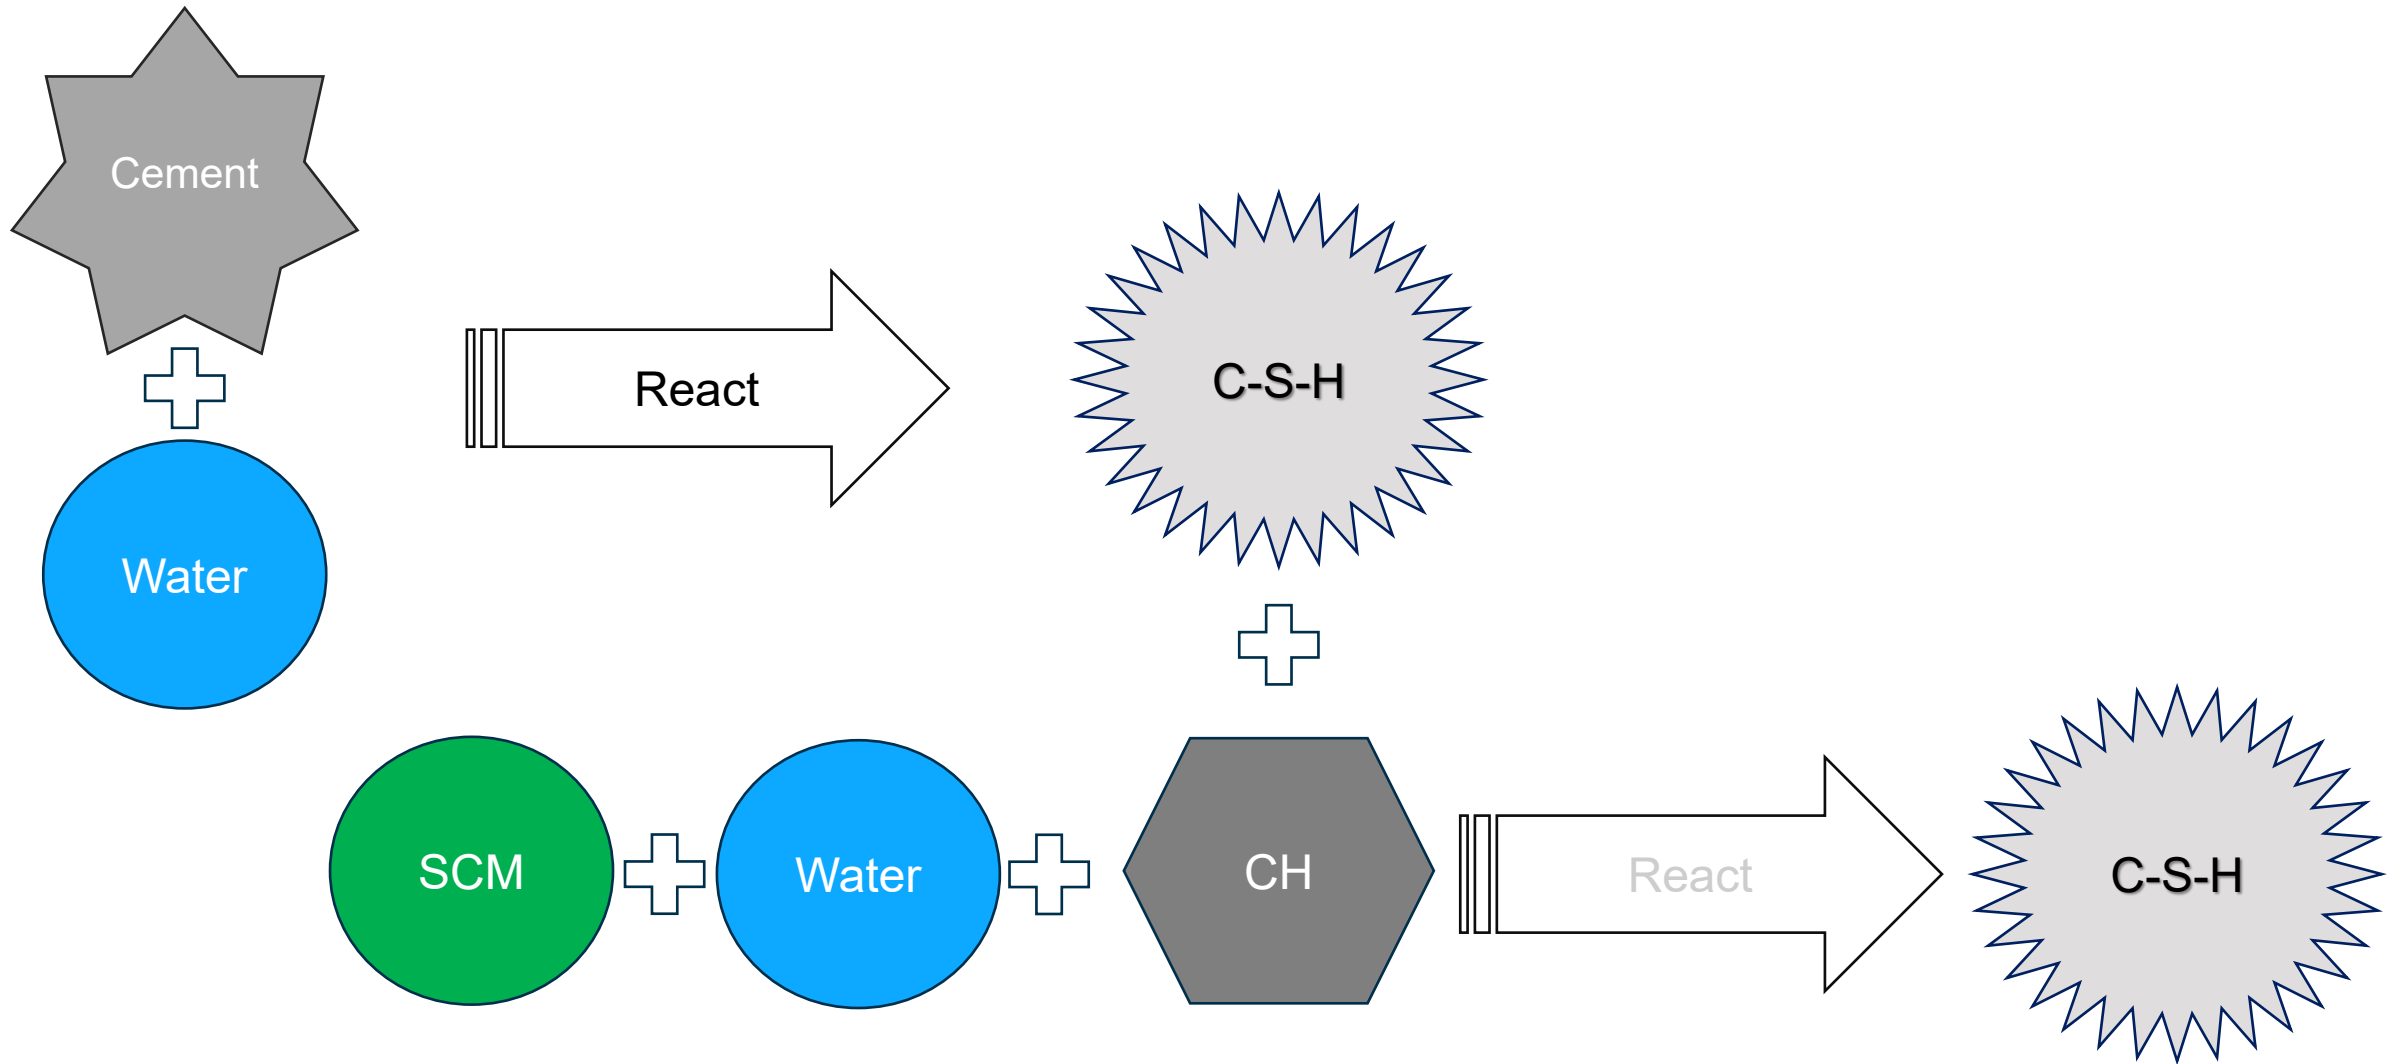 Cement
React
C-S-H
Water
SCM
Water
CH
React
C-S-H